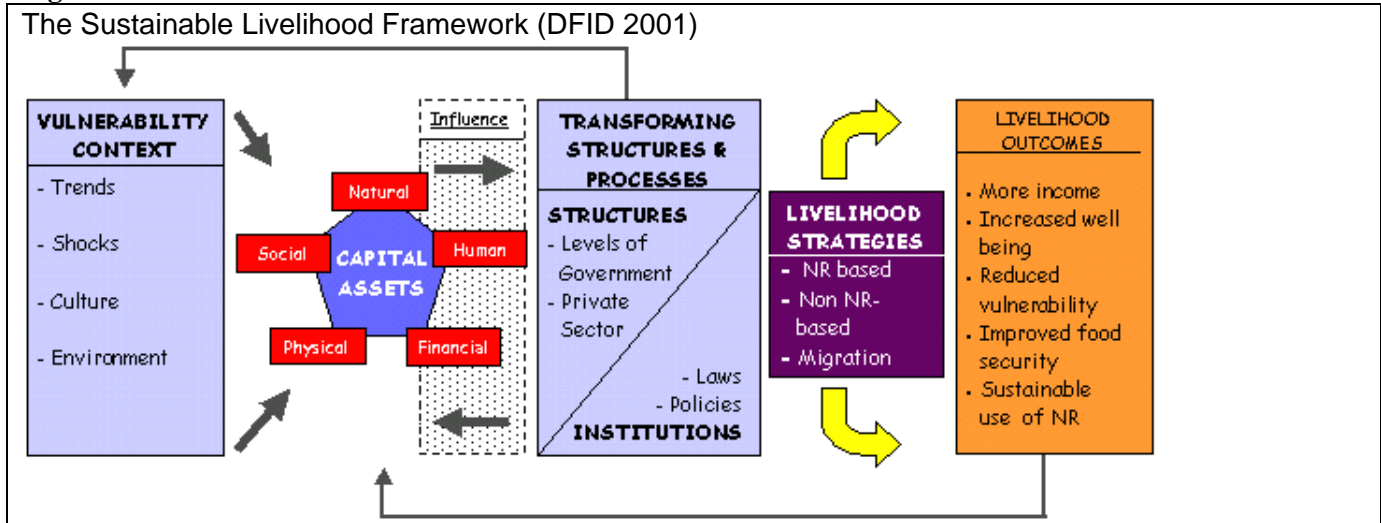 The Sustainable Livelihood Framework (DFID 2001)
VULNERABILITY
CONTEXT
- Trends
- Shocks
- Culture
- Environment
Natural
Social
Human
CAPITAL
ASSETS
Physical
Financial
Influence
TRANSFORMING
STRUCTURES &
PROCESSES
STRUCTURES
- Levels of
Government
- Private
Sector
- Laws
- Policies
INSTITUTIONS
LIVELIHOOD
STRATEGIES
- NR based
- Non NR-
based
- Migration
LIVELIHOOD
OUTCOMES
. More income
. Increased well
being
. Reduced
vulnerability
. Improved food
security
. Sustainable
use of NR